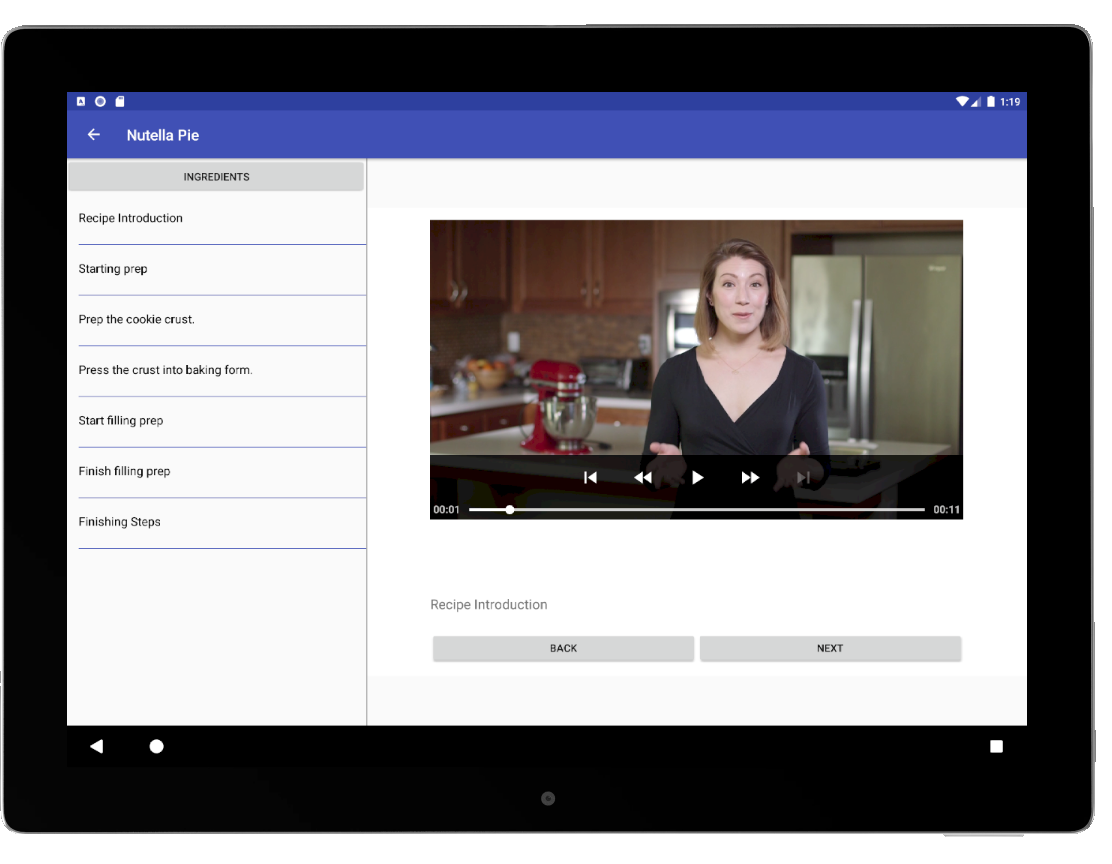 1:19
Nutella Pie
INGREDIENTS
Recipe Introduction
Starting prep
Prep the cookie crust.
Press the crust into baking form.
Start filling prep
Finish filling prep
Finishing Steps
00:01
00:11
Recipe Introduction
BACK
NEXT